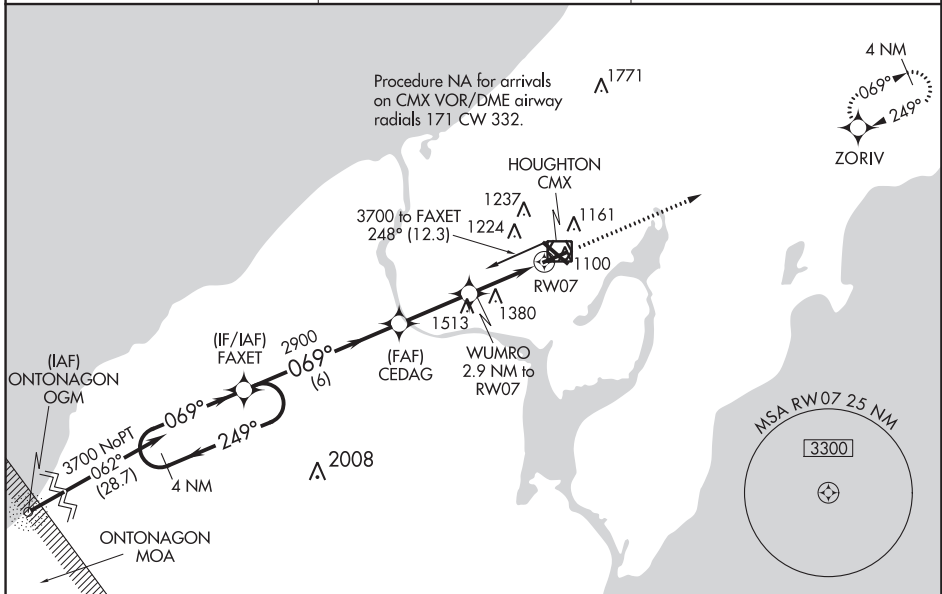 Procedure NA for arrivals
on CMX VOR/DME airway
radials 171 CW 332.
1771
4 NM
069°
249°
ZORIV
HOUGHTON
CMX
1237
1224
1161
3700 to FAXET
248° (12.3)
1100
RW07
1380
1513
WUMRO
2.9 NM to
RW07
(FAF)
CEDAG
2900
069°
(6)
(IF/IAF)
FAXET
(IAF)
ONTONAGON
OGM
069°
249°
3700 NoPT
062°
(28.7)
4 NM
2008
ONTONAGON
MOA
MSA RW07 25 NM
3300